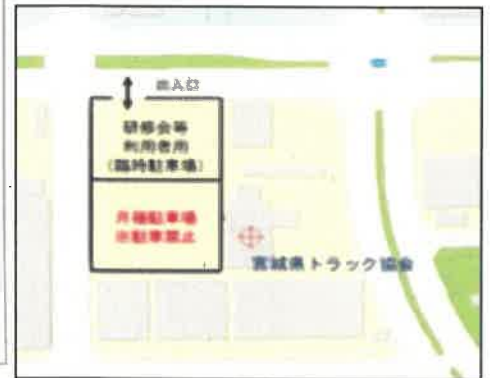 出入口
研修会等
利用者用
(臨時駐車場)
月極駐車場
※駐車禁止
宮城県トラック協会